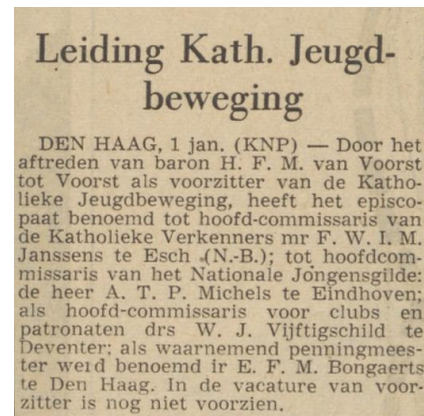 Leiding Kath. Jeugd-
beweging
DEN HAAG, 1 jan. (KNP) — Door het
aftreden van baron H. F. M. van Voorst
tot Voorst als voorzitter van de Katho-
lieke Jeugdbeweging, heeft het episco-
paat benoemd tot hoofd-commissaris van
de Katholieke Verkenners mr F. W. I. M.
Janssens te Esch (N.-B.); tot hoofdcom-
missaris van het Nationale Jongensgilde:
de heer A. T. P. Michels te Eindhoven;
als hoofd-commissaris voor clubs en
patronaten drs W. J. Vijftigschild te
Deventer; als waarnemend penningmees-
ter werd benoemd ir E. F. M. Bongaerts
te Den Haag. In de vacature van voor-
zitter is nog niet voorzien.